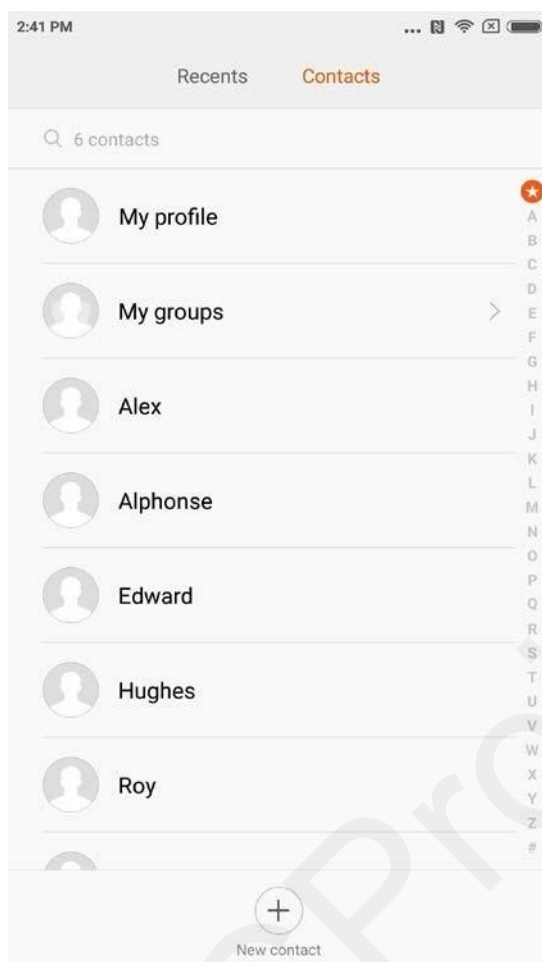 2:41 PM
...
Recents Contacts
6 contacts
My profile
My groups
Alex
Alphonse
Edward
Hughes
Roy
A
B
C
D
E
F
G
H
I
J
K
L
M
N
O
P
Q
R
S
T
U
V
W
X
Y
Z
#
New contact